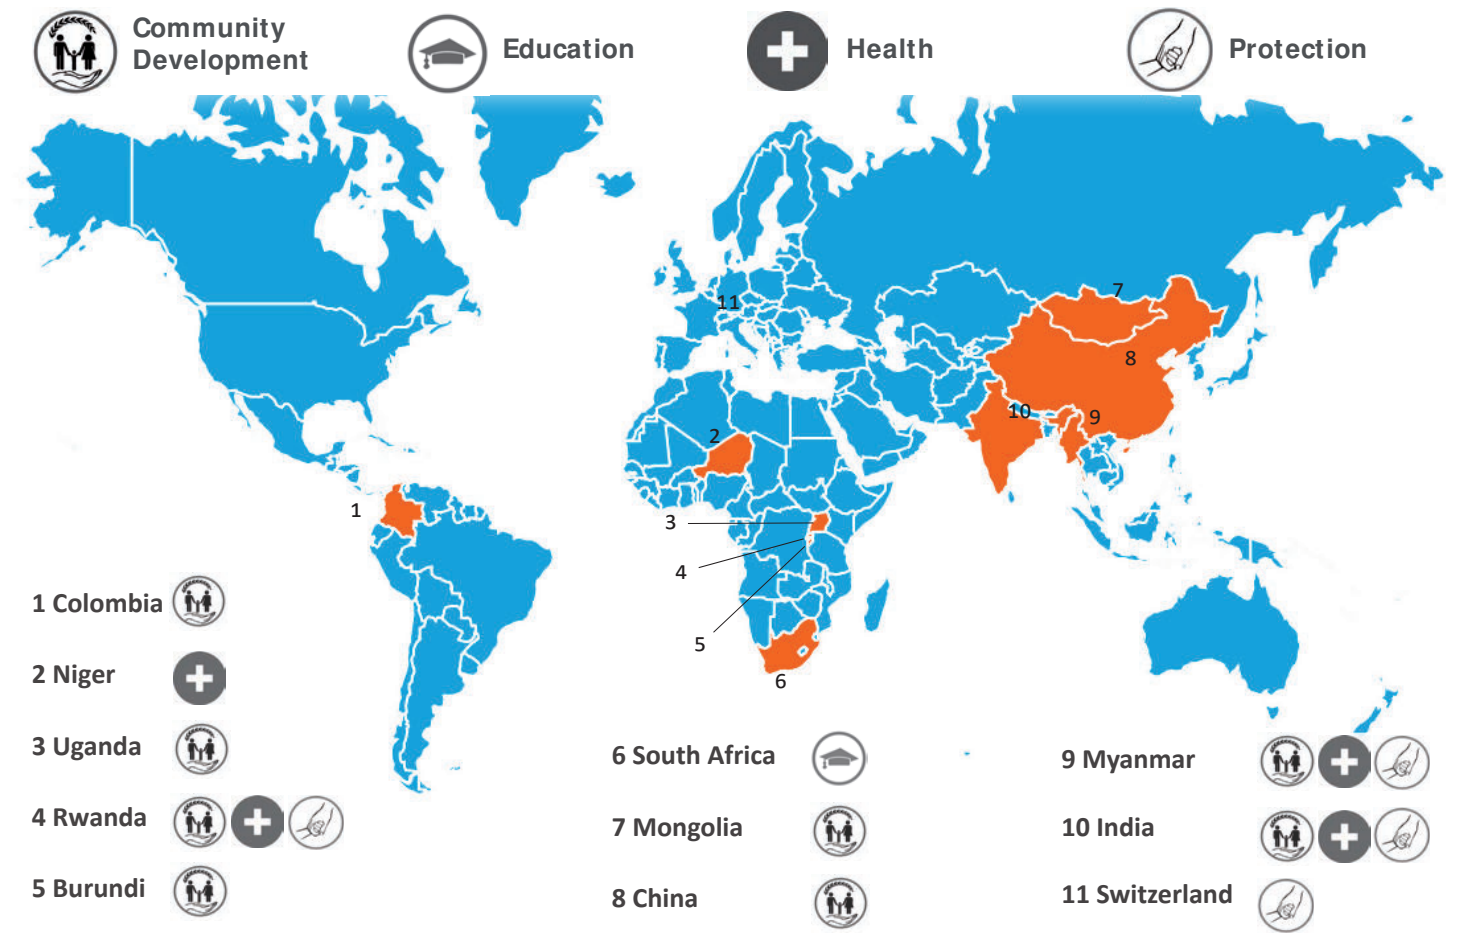 Community
Development
Education
Health
Protection
7
11
8
10
9
2
1
3
4
5
6
1 Colombia
2 Niger
3 Uganda
4 Rwanda
5 Burundi
6 South Africa
7 Mongolia
8 China
9 Myanmar
10 India
11 Switzerland